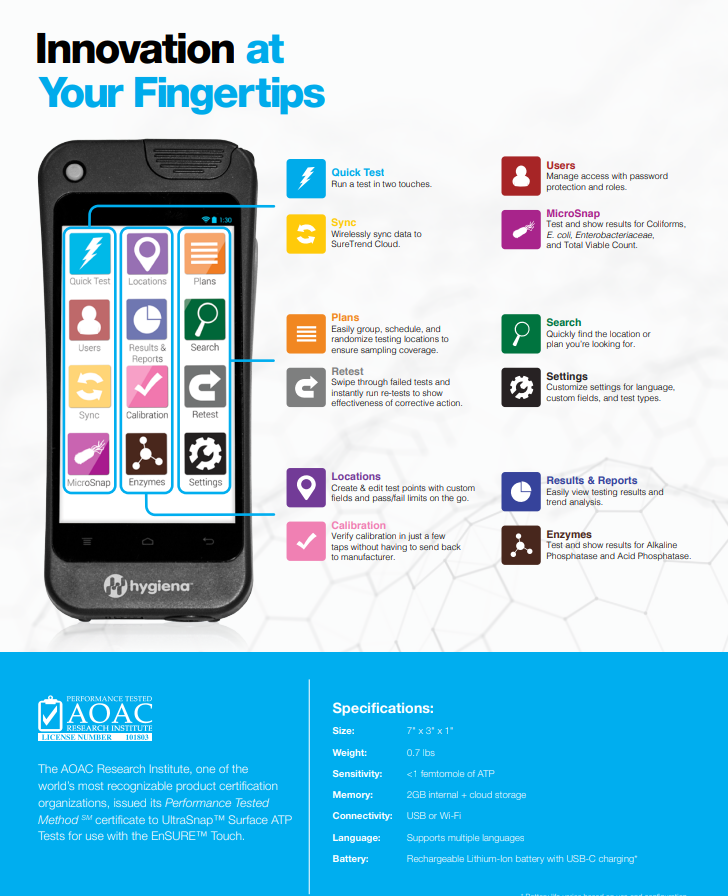 Innovation at
Your Fingertips
1:30
Quick Test
Locations
Plans
Users
Results &
Reports
Search
Sync
Calibration
Retest
MicroSnap
Enzymes
Settings
hygiena™
Quick Test
Run a test in two touches.
Sync
Wirelessly sync data to
SureTrend Cloud.
Users
Manage access with password
protection and roles.
MicroSnap
Test and show results for Coliforms,
E. coli, Enterobacteriaceae,
and Total Viable Count.
Plans
Easily group, schedule, and
randomize testing locations to
ensure sampling coverage.
Retest
Swipe through failed tests and
instantly run re-tests to show
effectiveness of corrective action.
Search
Quickly find the location or
plan you're looking for.
Settings
Customize settings for language,
custom fields, and test types.
Locations
Create & edit test points with custom
fields and pass/fail limits on the go.
Calibration
Verify calibration in just a few
taps without having to send back
to manufacturer.
Results & Reports
Easily view testing results and
trend analysis.
Enzymes
Test and show results for Alkaline
Phosphatase and Acid Phosphatase.
PERFORMANCE TESTED
AOAC
RESEARCH INSTITUTE
LICENSE NUMBER 101803
The AOAC Research Institute, one of the
world's most recognizable product certification
organizations, issued its Performance Tested
Method SM certificate to UltraSnap™ Surface ATP
Tests for use with the EnSURE™ Touch.
Specifications:
Size: 7" x 3" x 1"
Weight: 0.7 lbs
Sensitivity: <1 femtomole of ATP
Memory: 2GB internal + cloud storage
Connectivity: USB or Wi-Fi
Language: Supports multiple languages
Battery: Rechargeable Lithium-Ion battery with USB-C charging*